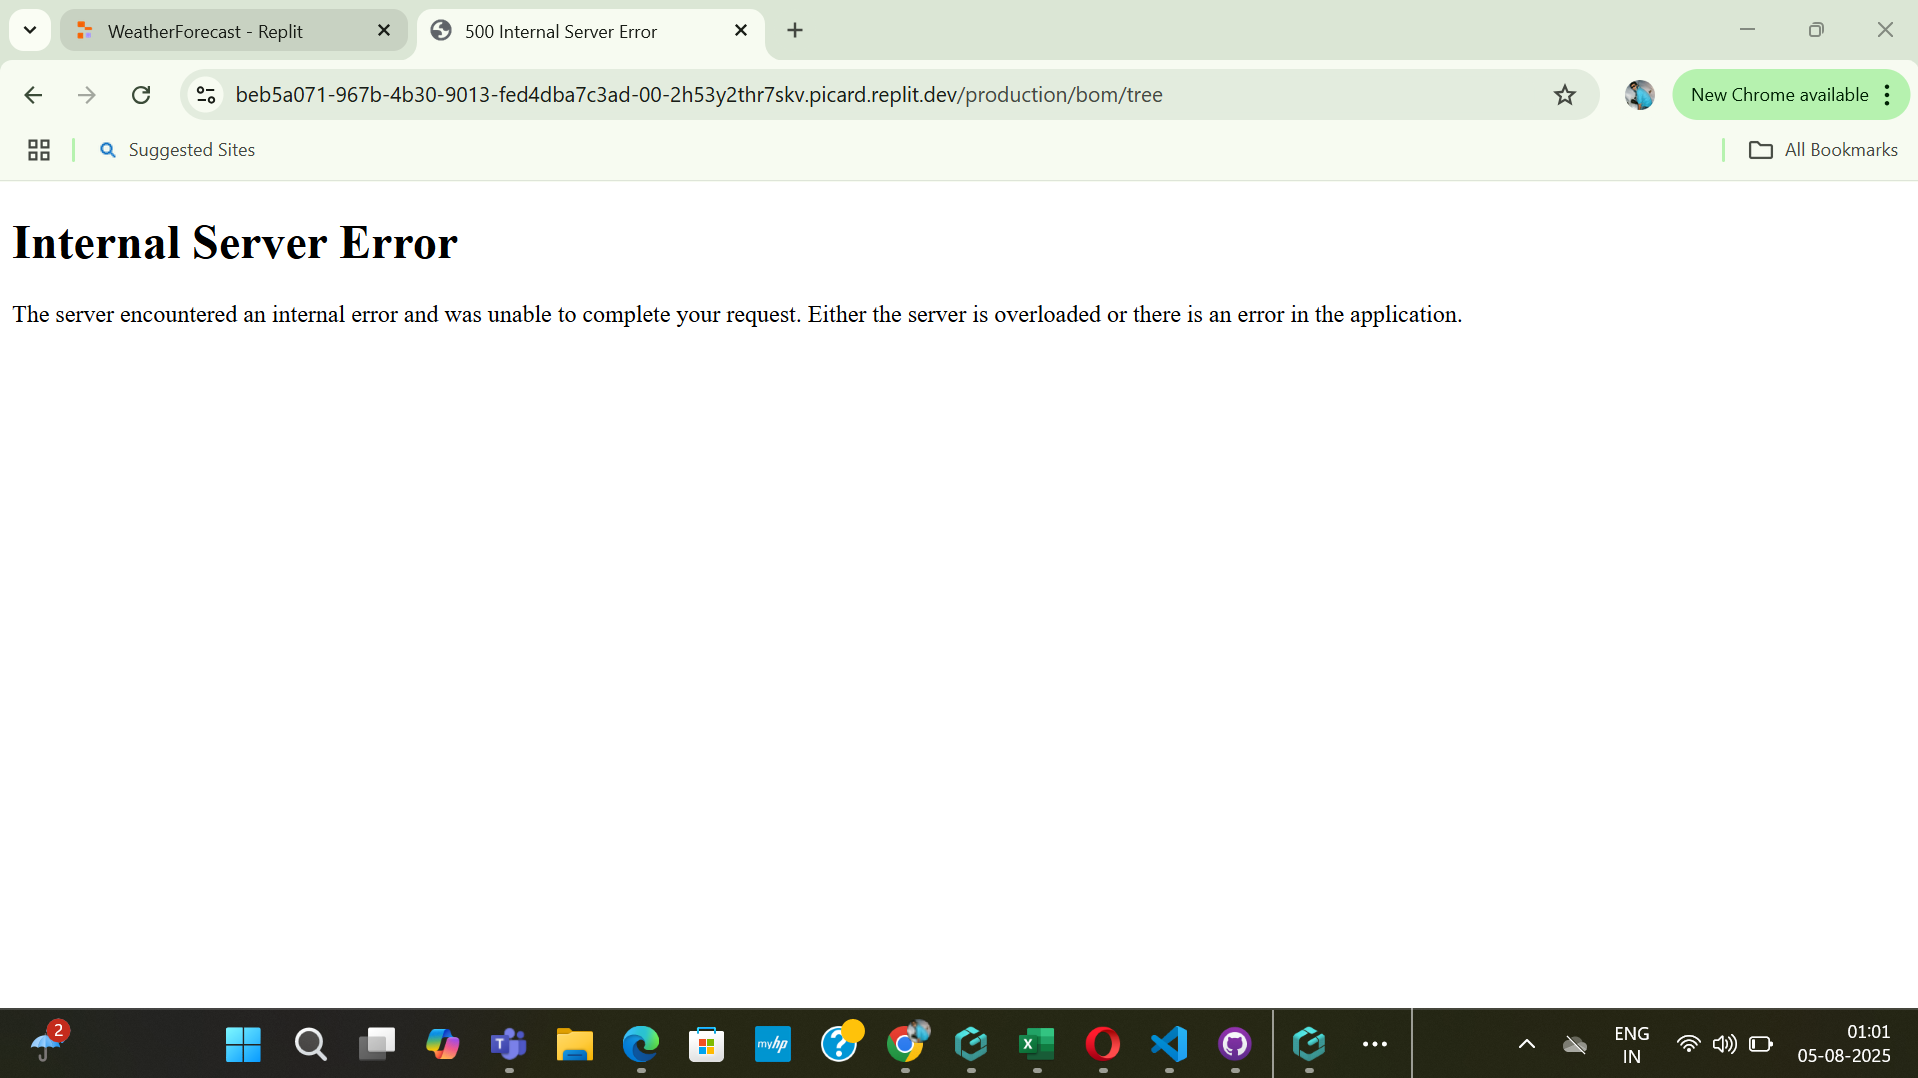 WeatherForecast - Replit
500 Internal Server Error
beb5a071-967b-4b30-9013-fed4dba7c3ad-00-2h53y2thr7skv.picard.replit.dev/production/bom/tree
New Chrome available
Suggested Sites
All Bookmarks
Internal Server Error
The server encountered an internal error and was unable to complete your request. Either the server is overloaded or there is an error in the application.
2
myhp
ENG
IN
01:01
05-08-2025